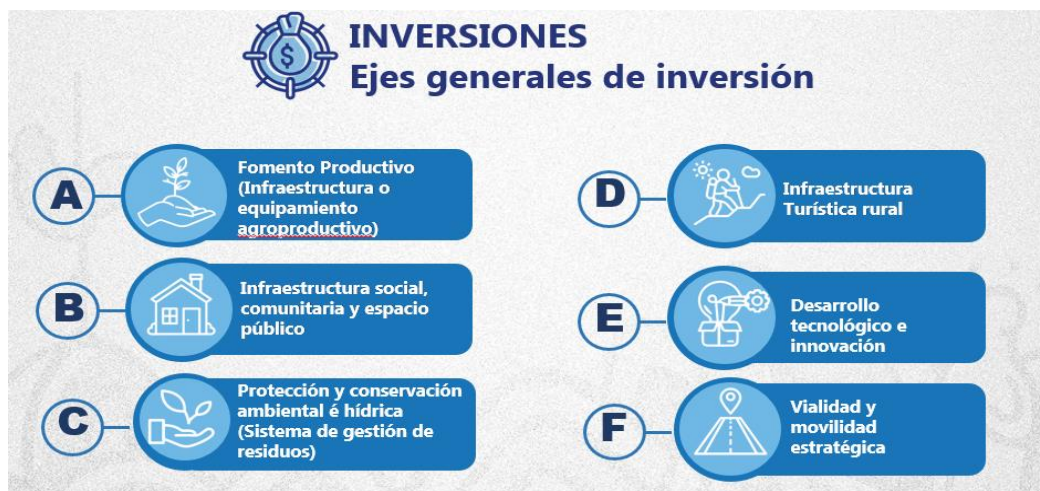 INVERSIONES
Ejes generales de inversión
A
Fomento Productivo
(Infraestructura o
equipamiento
agroproductivo)
B
Infraestructura social,
comunitaria y espacio
público
C
Protección y conservación
ambiental é hídrica
(Sistema de gestión de
residuos)
D
Infraestructura
Turística rural
E
Desarrollo
tecnológico e
innovación
F
Vialidad y
movilidad
estratégica